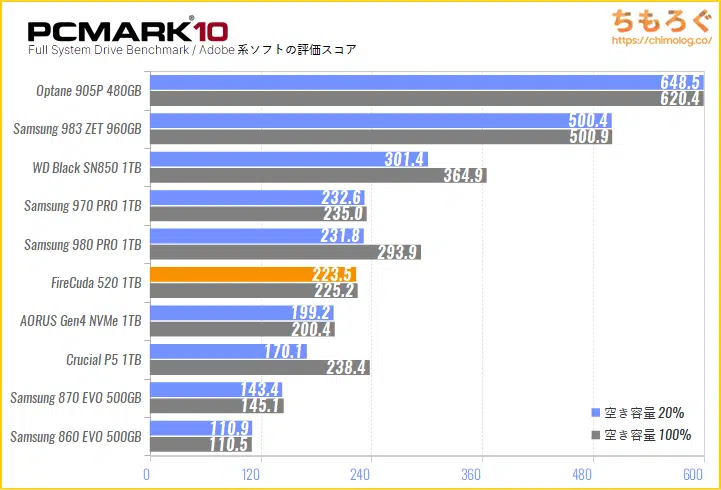 PCMARK®10
Full System Drive Benchmark / Adobe 系ソフトの評価スコア
ちもろぐ
https://chimolog.co/
Optane 905P 480GB
648.5
620.4
Samsung 983 ZET 960GB
500.4
500.9
WD Black SN850 1TB
301.4
364.9
Samsung 970 PRO 1TB
232.6
235.0
Samsung 980 PRO 1TB
231.8
293.9
FireCuda 520 1TB
223.5
225.2
AORUS Gen4 NVMe 1TB
199.2
200.4
Crucial P5 1TB
170.1
238.4
Samsung 870 EVO 500GB
143.4
145.1
Samsung 860 EVO 500GB
110.9
110.5
空き容量 20%
空き容量 100%
0 120 240 360 480 600